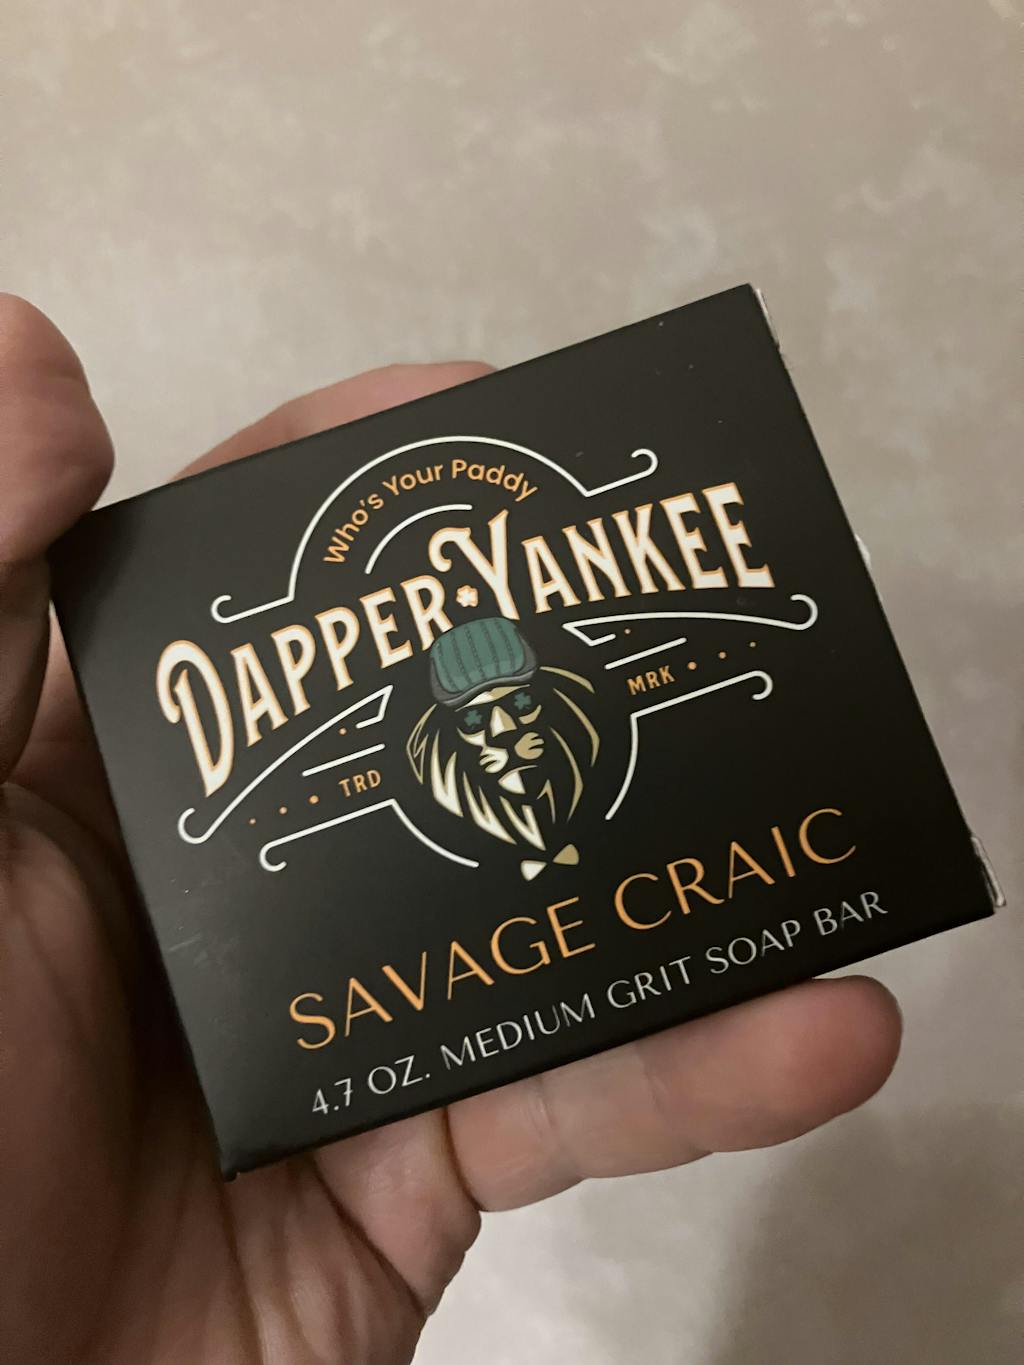 Who's Your Paddy
DAPPER YANKEE
TRD MRK
SAVAGE CRAIC
4.7 OZ. MEDIUM GRIT SOAP BAR